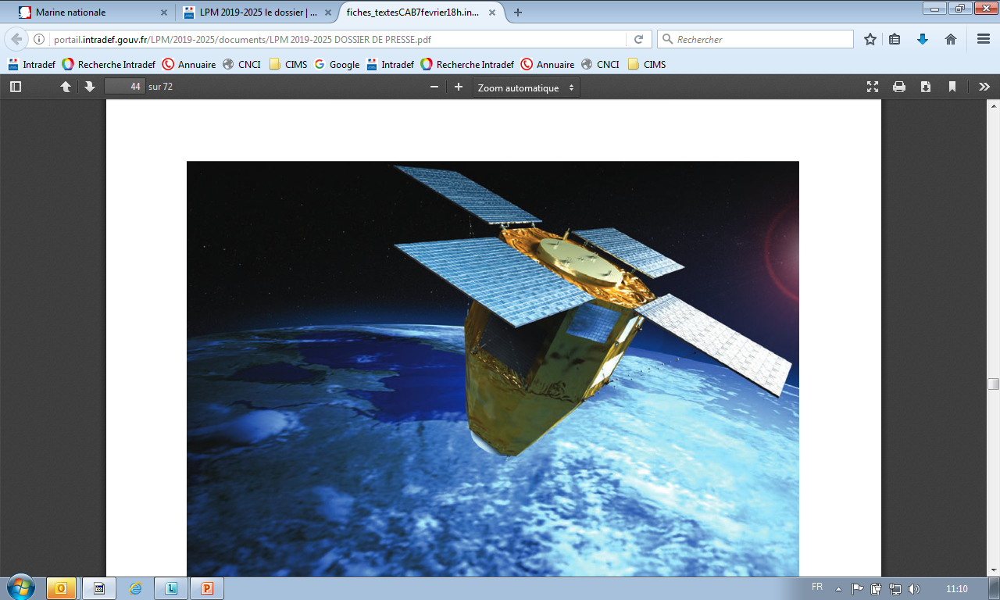 Marine nationale
LPM 2019-2025 le dossier | ...
fiches_textesCAB7fevrier18h.in...
portail.intradef.gouv.fr/LPM/2019-2025/documents/LPM 2019-2025 DOSSIER DE PRESSE.pdf
Rechercher
Intradef Recherche Intradef Annuaire CNCI CIMS Google Intradef Recherche Intradef Annuaire CNCI CIMS
44 sur 72
Zoom automatique
FR
11:10